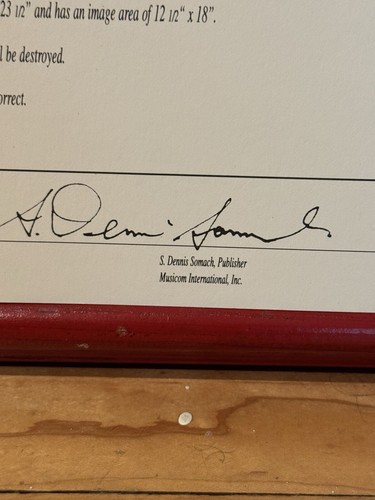 23 1/2" and has an image area of 12 1/2" x 18".
l be destroyed.
orrect.
S. Dennis Somach
S. Dennis Somach, Publisher
Musicom International, Inc.